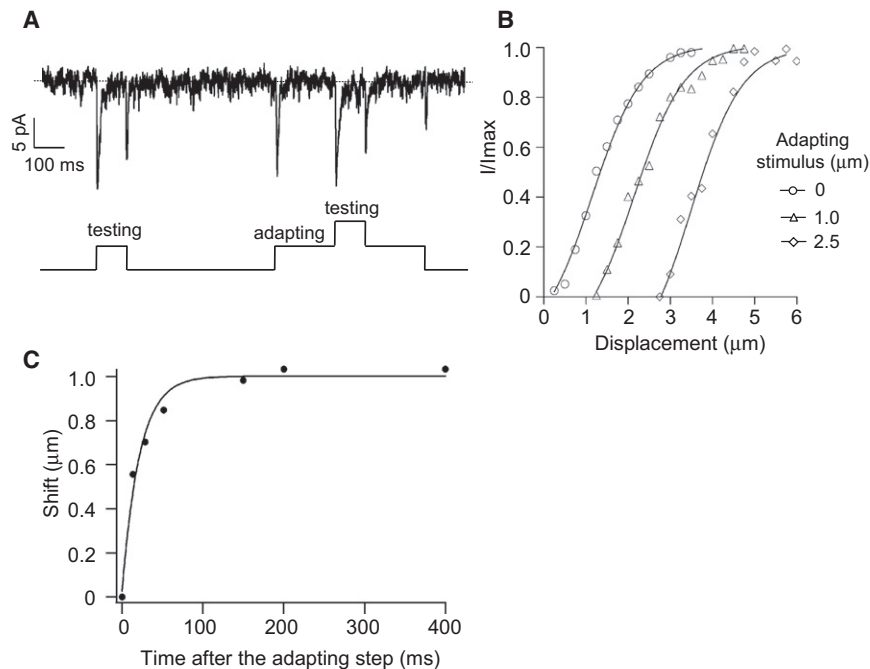 A
5 pA
100 ms
testing
adapting
testing
B
I/Imax
1.0
0.8
0.6
0.4
0.2
0
0 1 2 3 4 5 6
Displacement (μm)
Adapting
stimulus (μm)
0
1.0
2.5
C
Shift (μm)
1.0
0.8
0.6
0.4
0.2
0
0 100 200 300 400
Time after the adapting step (ms)